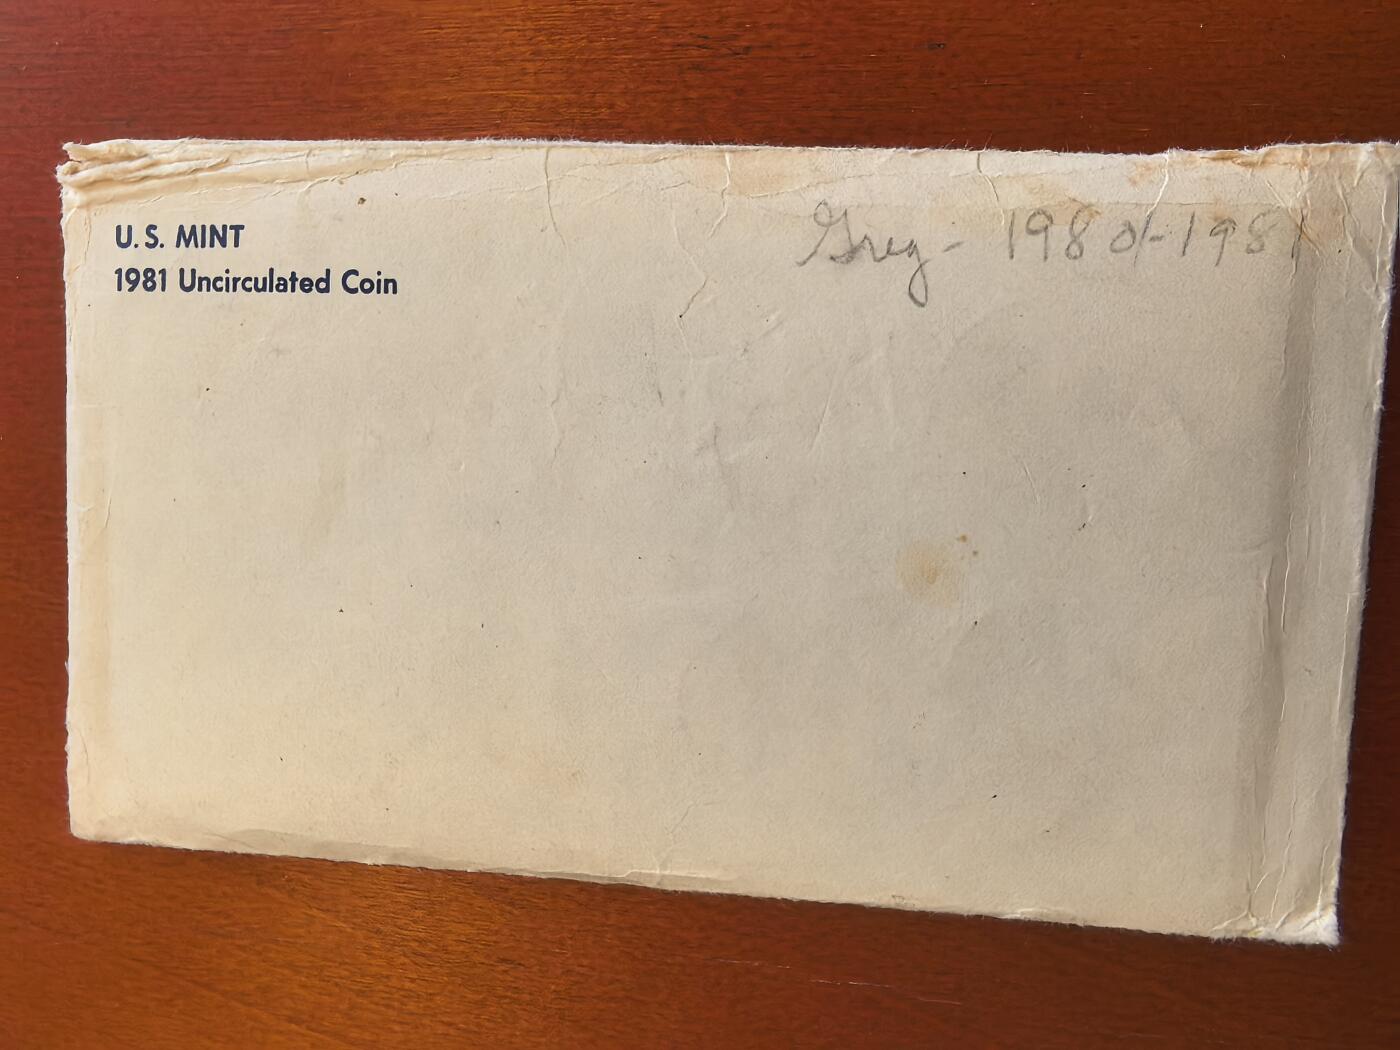 U.S. MINT
1981 Uncirculated Coin
Greg - 1980/-1981